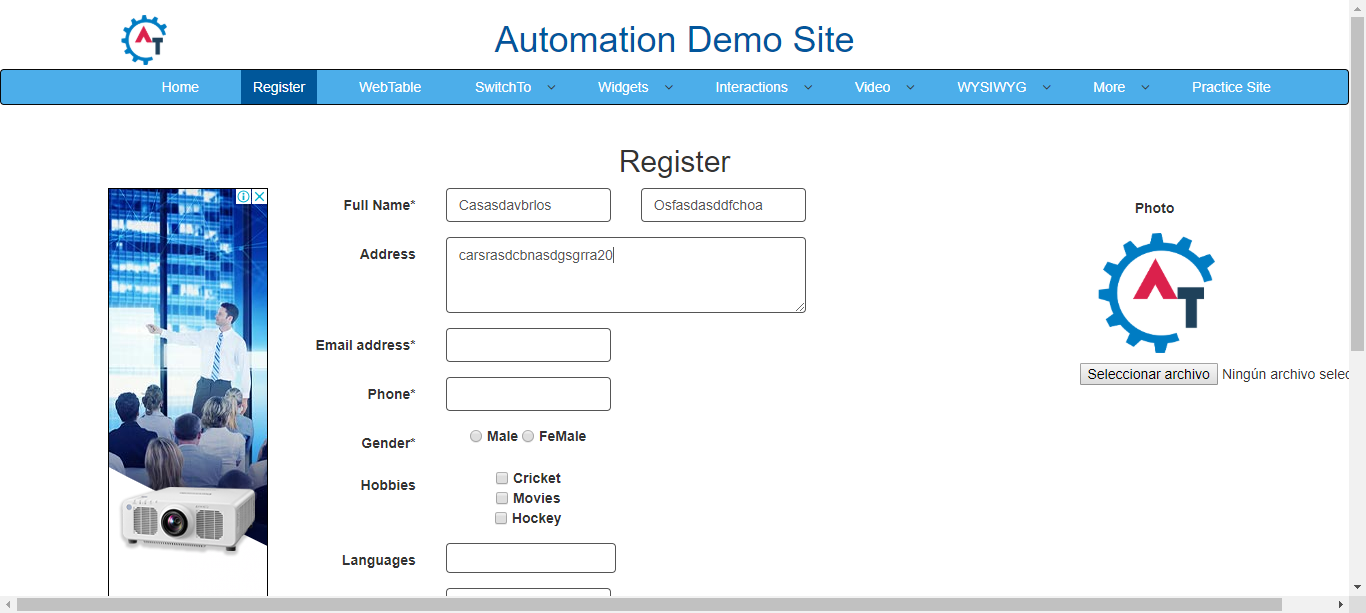 Automation Demo Site
Home Register WebTable SwitchTo Widgets Interactions Video WYSIWYG More Practice Site
Register
Full Name* Casasdavbrlos Osfasdasddfchoa
Photo
Address carsrasdcbnasdgsgrra20
AT
Email address*
Seleccionar archivo Ningún archivo selec
Phone*
Gender* Male FeMale
Hobbies Cricket
Movies
Hockey
Languages